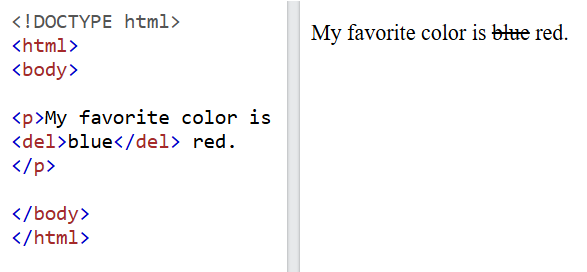 <!DOCTYPE html>
<html>
<body>
<p>My favorite color is
<del>blue</del> red.
</p>
</body>
</html>
My favorite color is blue red.